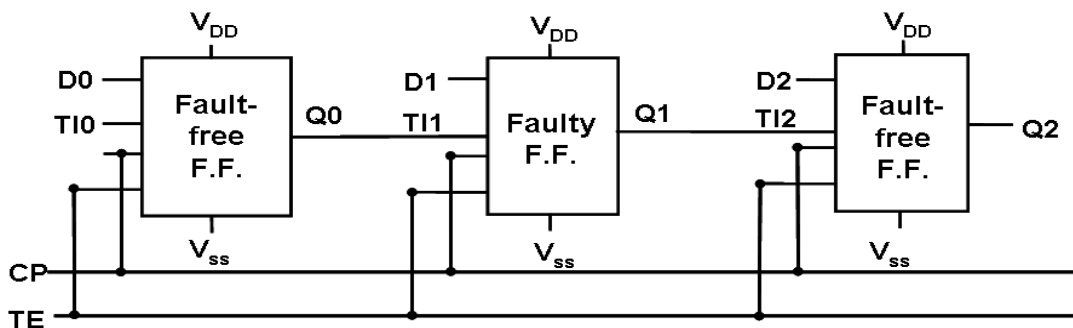 VDD
VDD
VDD
D0
D1
D2
TI0
Q0
TI1
Q1
TI2
Q2
Fault-
free
F.F.
Faulty
F.F.
Fault-
free
F.F.
Vss
Vss
Vss
CP
TE